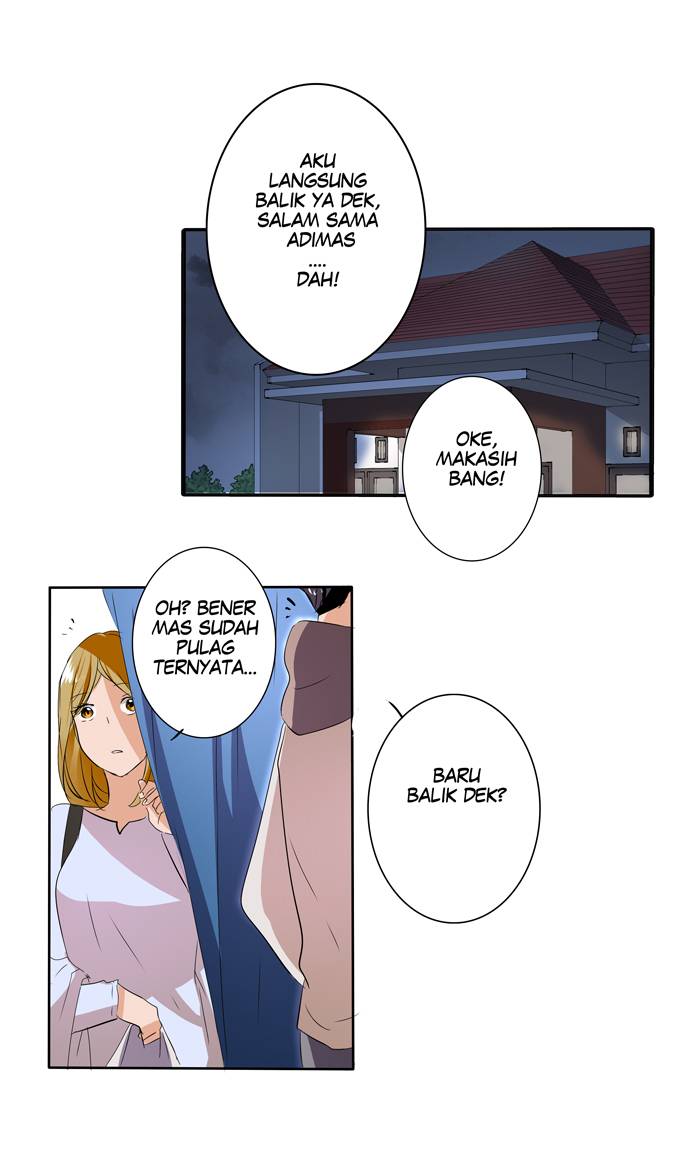 AKU
LANGSUNG
BALIK YA DEK,
SALAM SAMA
ADIMAS
....
DAH!
OKE,
MAKASIH
BANG!
OH? BENER
MAS SUDAH
PULAG
TERNYATA...
BARU
BALIK DEK?